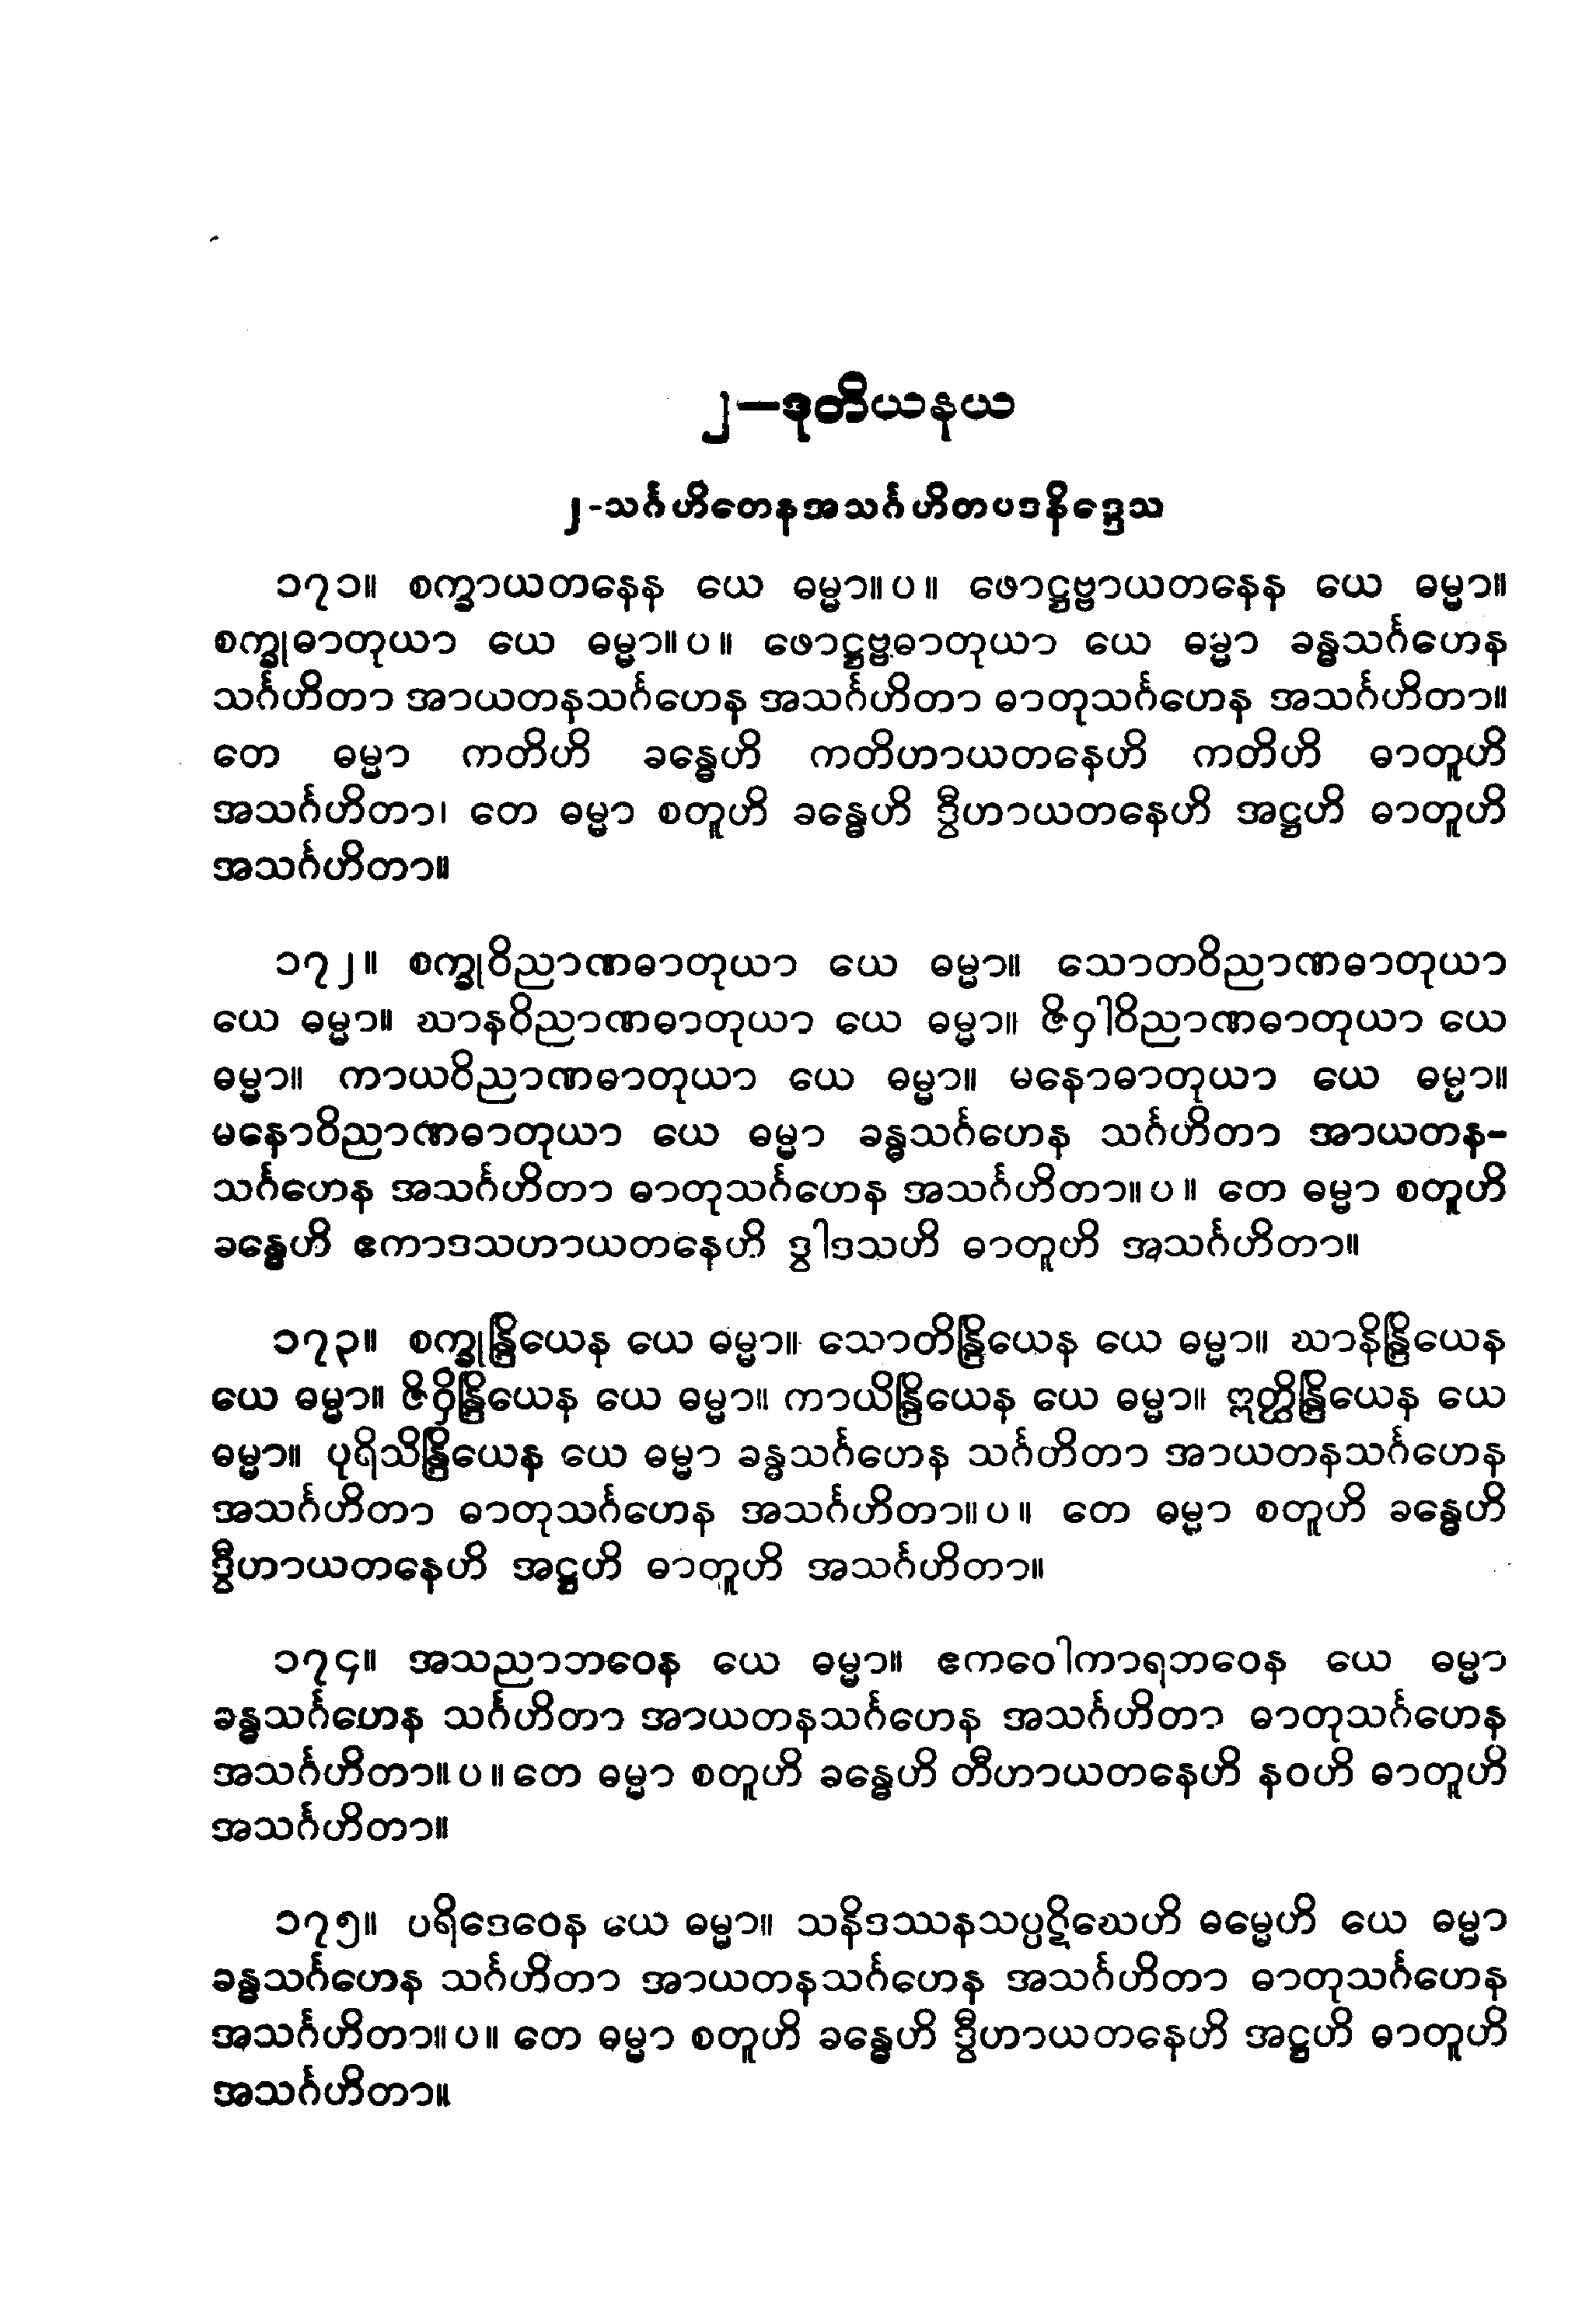 ၂—ဒုတိယနယ
၂-သင်္ဂဟိတေနအသင်္ဂဟိတပဒနိဒ္ဒေသ
၁၇၁။ စက္ခာယတနေန ယေ ဓမ္မာ။ ပ ။ ဖောဋ္ဌဗ္ဗာယတနေန ယေ ဓမ္မာ။
စက္ခုဓာတုယာ ယေ ဓမ္မာ။ ပ ။ ဖောဋ္ဌဗ္ဗဓာတုယာ ယေ ဓမ္မာ ခန္ဓသင်္ဂဟေန
သင်္ဂဟိတာ အာယတနသင်္ဂဟေန အသင်္ဂဟိတာ ဓာတုသင်္ဂဟေန အသင်္ဂဟိတာ။
တေ ဓမ္မာ ကတိဟိ ခန္ဓေဟိ ကတိဟာယတနေဟိ ကတိဟိ ဓာတူဟိ
အသင်္ဂဟိတာ၊ တေ ဓမ္မာ စတူဟိ ခန္ဓေဟိ ဒွီဟာယတနေဟိ အဋ္ဌဟိ ဓာတူဟိ
အသင်္ဂဟိတာ။
၁၇၂။ စက္ခုဝိညာဏဓာတုယာ ယေ ဓမ္မာ။ သောတဝိညာဏဓာတုယာ
ယေ ဓမ္မာ။ ဃာနဝိညာဏဓာတုယာ ယေ ဓမ္မာ။ ဇိဝှါဝိညာဏဓာတုယာ ယေ
ဓမ္မာ။ ကာယဝိညာဏဓာတုယာ ယေ ဓမ္မာ။ မနောဓာတုယာ ယေ ဓမ္မာ။
မနောဝိညာဏဓာတုယာ ယေ ဓမ္မာ ခန္ဓသင်္ဂဟေန သင်္ဂဟိတာ အာယတန-
သင်္ဂဟေန အသင်္ဂဟိတာ ဓာတုသင်္ဂဟေန အသင်္ဂဟိတာ။ ပ ။ တေ ဓမ္မာ စတူဟိ
ခန္ဓေဟိ ဧကာဒသဟာယတနေဟိ ဒွါဒသဟိ ဓာတူဟိ အသင်္ဂဟိတာ။
၁၇၃။ စက္ခုန္ဒြိယေန ယေ ဓမ္မာ။ သောတိန္ဒြိယေန ယေ ဓမ္မာ။ ဃာနိန္ဒြိယေန
ယေ ဓမ္မာ။ ဇိဝှိန္ဒြိယေန ယေ ဓမ္မာ။ ကာယိန္ဒြိယေန ယေ ဓမ္မာ။ ဣတ္ထိန္ဒြိယေန ယေ
ဓမ္မာ။ ပုရိသိန္ဒြိယေန ယေ ဓမ္မာ ခန္ဓသင်္ဂဟေန သင်္ဂဟိတာ အာယတနသင်္ဂဟေန
အသင်္ဂဟိတာ ဓာတုသင်္ဂဟေန အသင်္ဂဟိတာ။ ပ ။ တေ ဓမ္မာ စတူဟိ ခန္ဓေဟိ
ဒွီဟာယတနေဟိ အဋ္ဌဟိ ဓာတူဟိ အသင်္ဂဟိတာ။
၁၇၄။ အသညာဘဝေန ယေ ဓမ္မာ။ ဧကဝေါကာရဘဝေန ယေ ဓမ္မာ
ခန္ဓသင်္ဂဟေန သင်္ဂဟိတာ အာယတနသင်္ဂဟေန အသင်္ဂဟိတာ ဓာတုသင်္ဂဟေန
အသင်္ဂဟိတာ။ ပ ။ တေ ဓမ္မာ စတူဟိ ခန္ဓေဟိ တီဟာယတနေဟိ နဝဟိ ဓာတူဟိ
အသင်္ဂဟိတာ။
၁၇၅။ ပရိဒေဝေန ယေ ဓမ္မာ။ သနိဒဿနသပ္ပဋိဃေဟိ ဓမ္မေဟိ ယေ ဓမ္မာ
ခန္ဓသင်္ဂဟေန သင်္ဂဟိတာ အာယတနသင်္ဂဟေန အသင်္ဂဟိတာ ဓာတုသင်္ဂဟေန
အသင်္ဂဟိတာ။ ပ ။ တေ ဓမ္မာ စတူဟိ ခန္ဓေဟိ ဒွီဟာယတနေဟိ အဋ္ဌဟိ ဓာတူဟိ
အသင်္ဂဟိတာ။